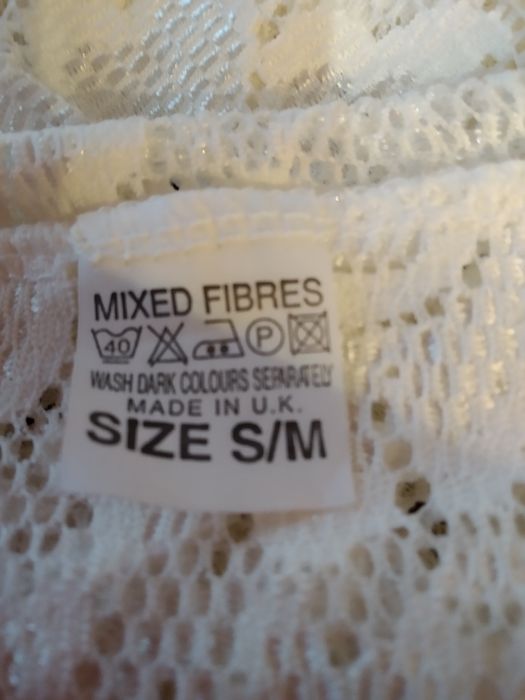 MIXED FIBRES
40 P
WASH DARK COLOURS SEPARATELY
MADE IN U.K.
SIZE S/M